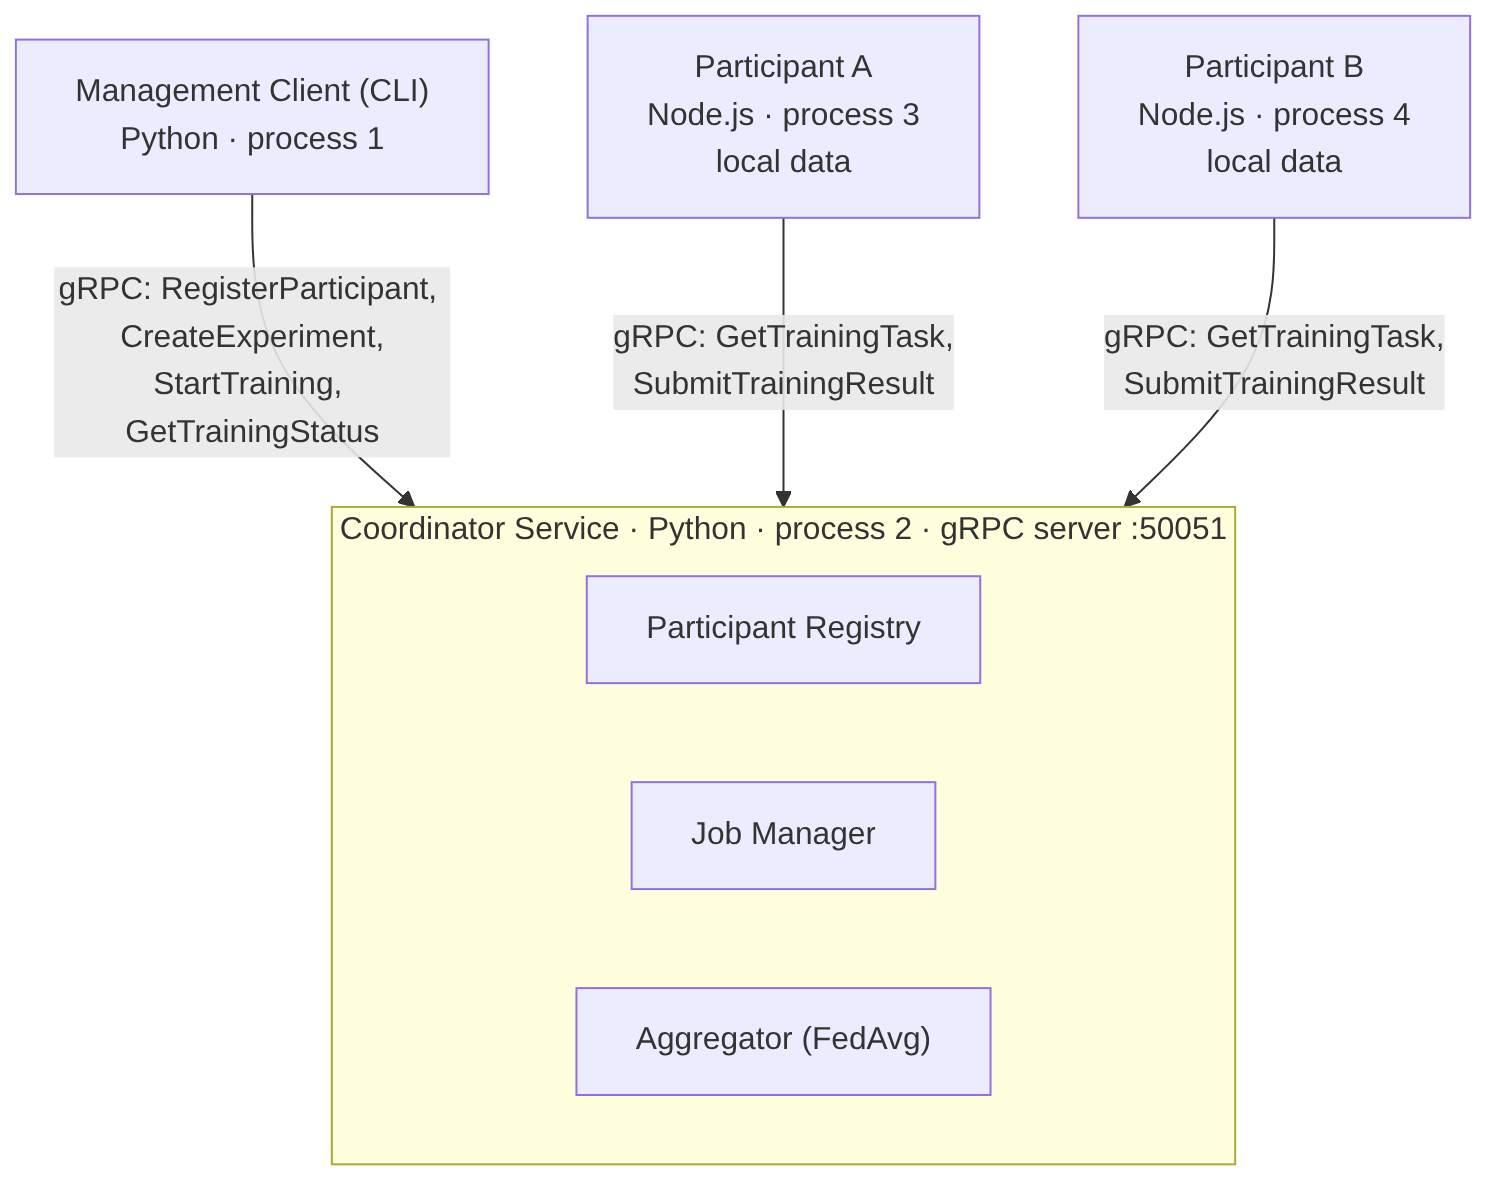 Management Client (CLI)
Python · process 1
Participant A
Node.js · process 3
local data
Participant B
Node.js · process 4
local data
gRPC: RegisterParticipant,
CreateExperiment,
StartTraining,
GetTrainingStatus
gRPC: GetTrainingTask,
SubmitTrainingResult
gRPC: GetTrainingTask,
SubmitTrainingResult
Coordinator Service · Python · process 2 · gRPC server :50051
Participant Registry
Job Manager
Aggregator (FedAvg)